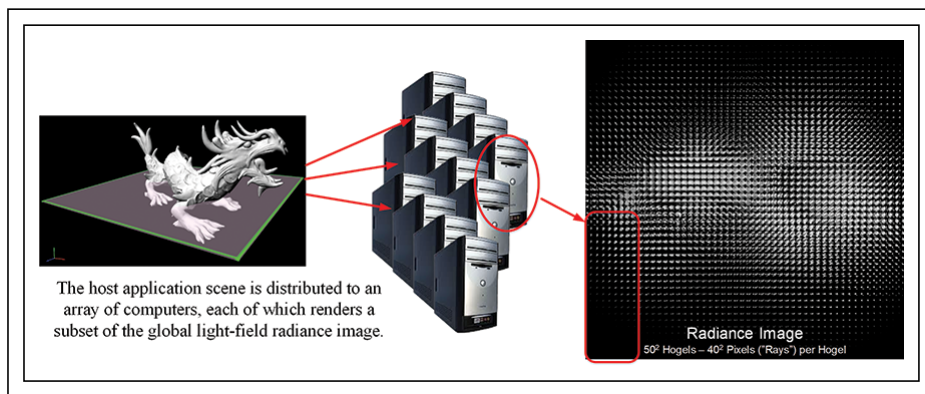 The host application scene is distributed to an
array of computers, each of which renders a
subset of the global light-field radiance image.
Radiance Image
50² Hogels – 40² Pixels ("Rays") per Hogel